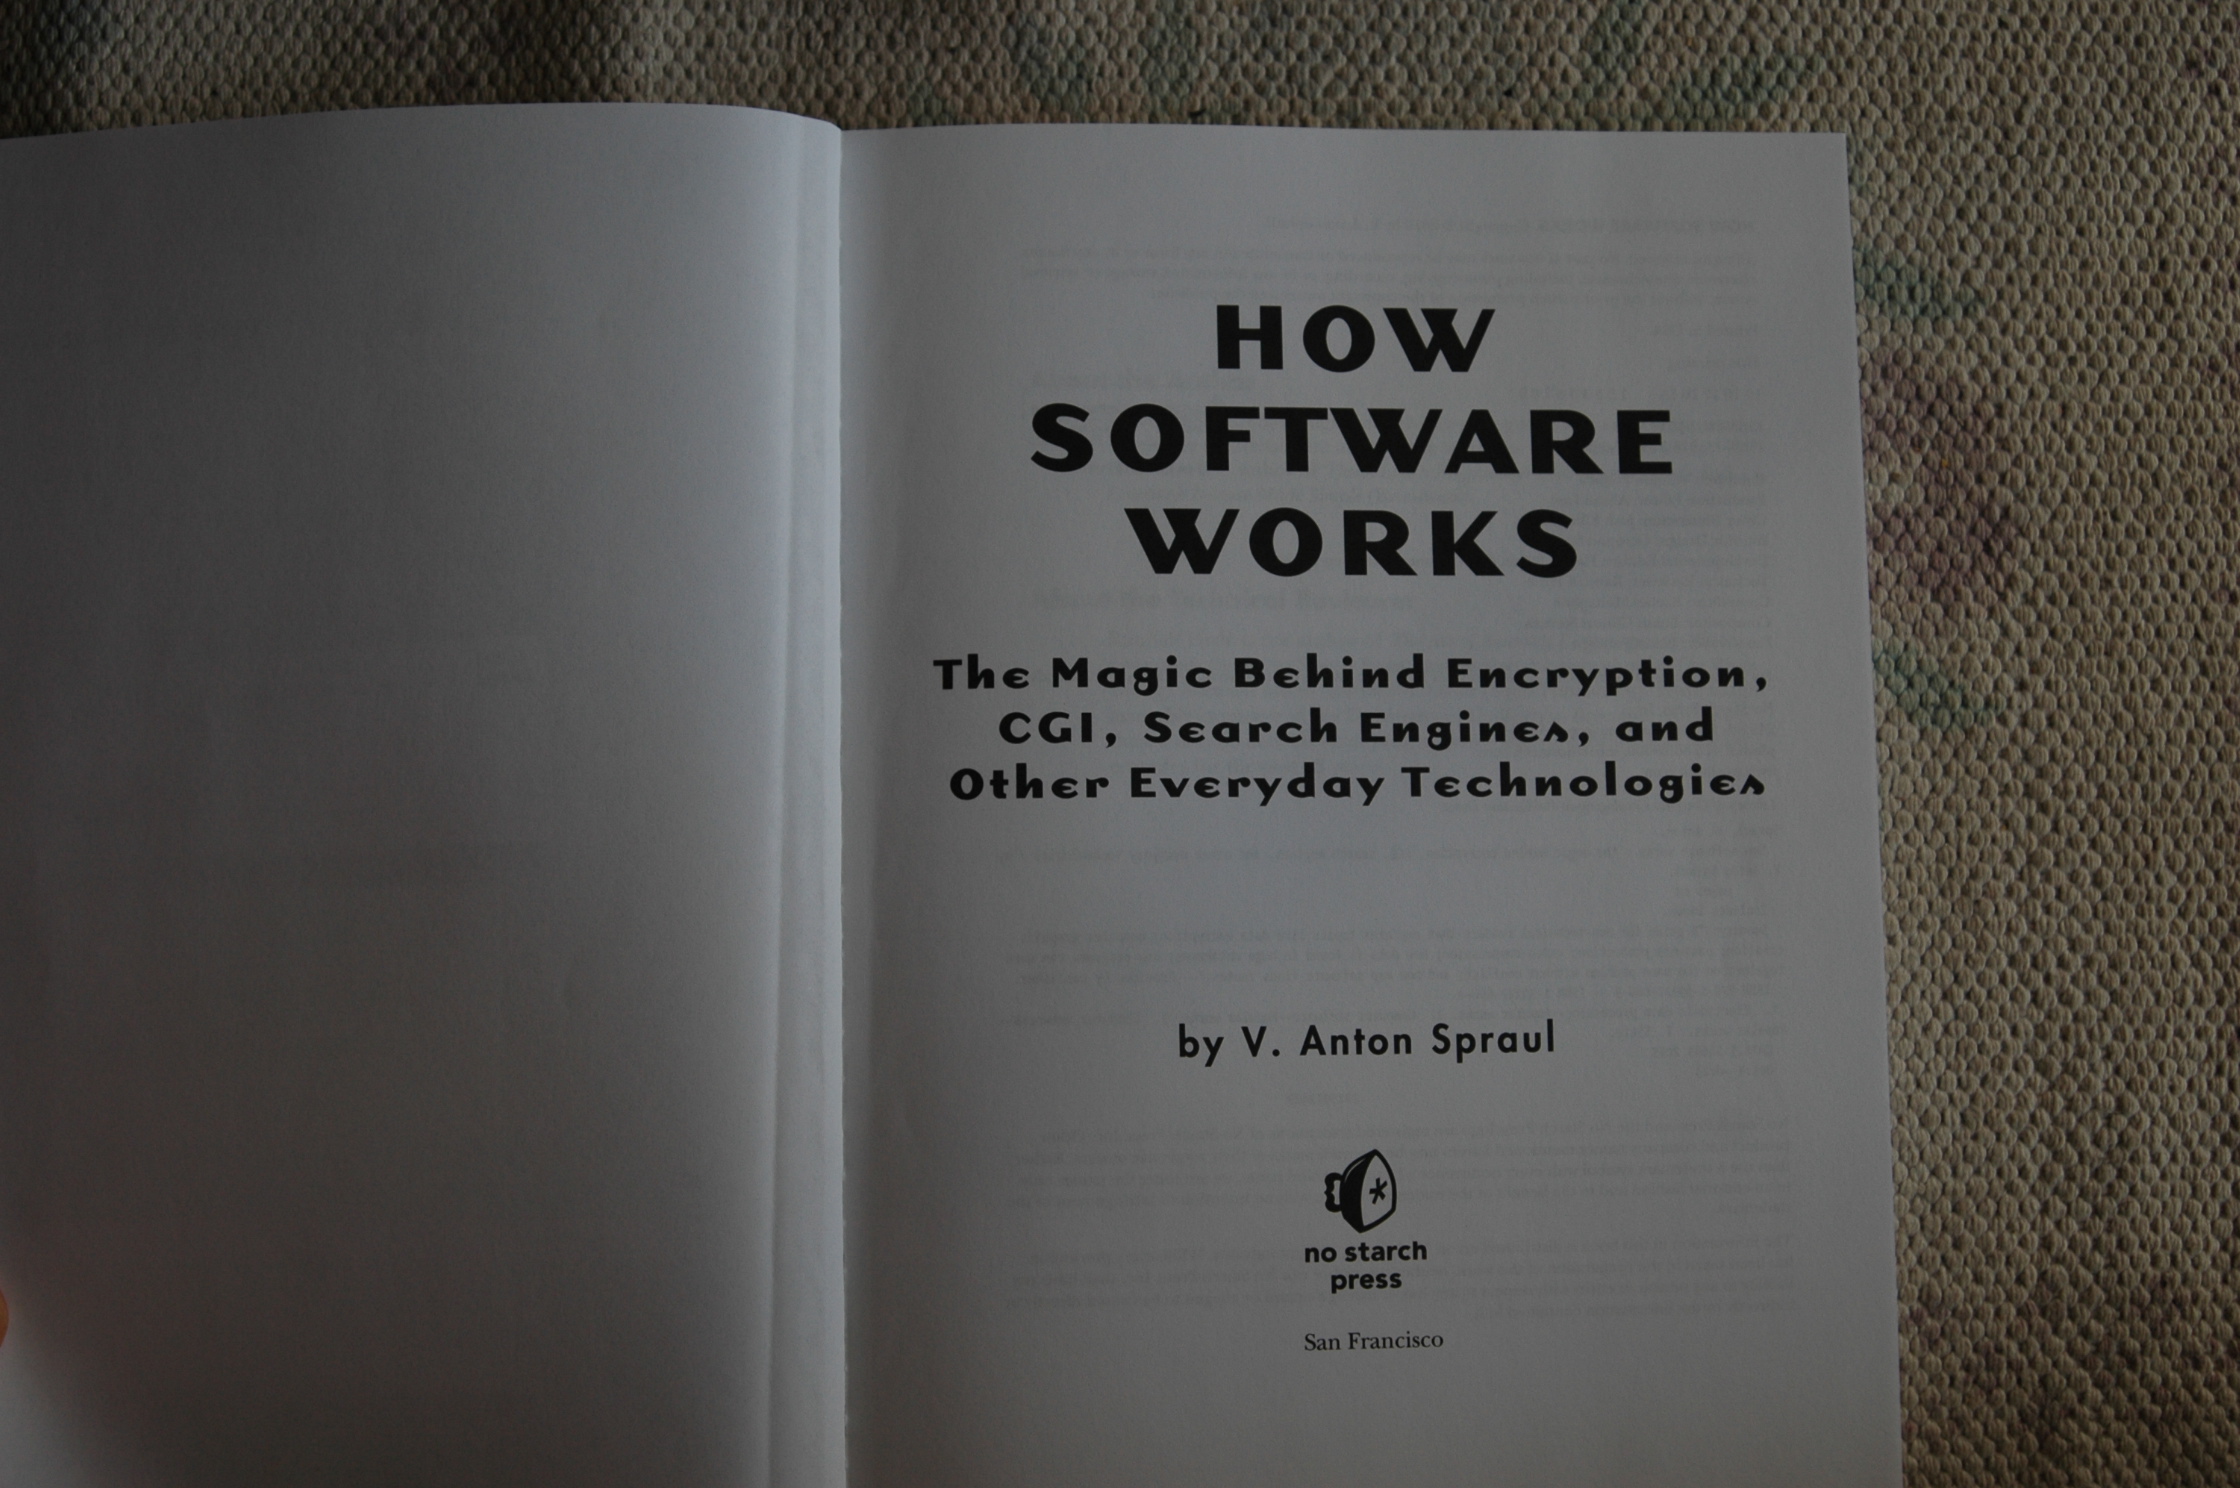 HOW
SOFTWARE
WORKS
The Magic Behind Encryption,
CGI, Search Engines, and
Other Everyday Technologies
by V. Anton Spraul
no starch
press
San Francisco